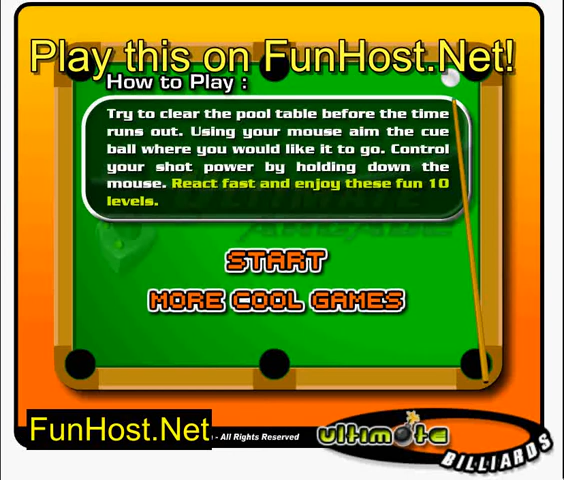 Play this on FunHost.Net!
How to Play :
Try to clear the pool table before the time
runs out. Using your mouse aim the cue
ball where you would like it to go. Control
your shot power by holding down the
mouse. React fast and enjoy these fun 10
levels.
START
MORE COOL GAMES
FunHost.Net
- All Rights Reserved
ultimate
BILLIARDS